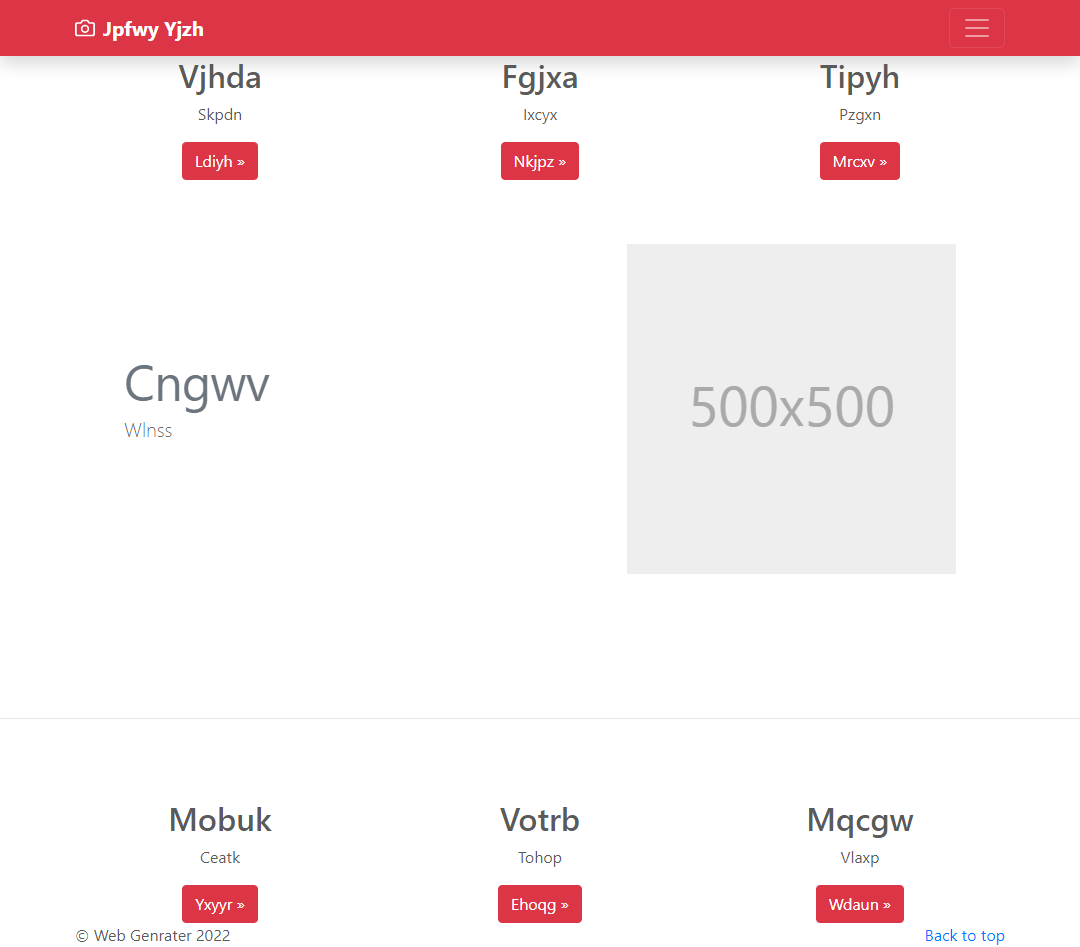 Jpfwy Yjzh
Vjhda
Skpdn
Ldiyh »
Fgjxa
Ixcyx
Nkjpz »
Tipyh
Pzgxn
Mrcxv »
Cngwv
Wlnss
500x500
Mobuk
Ceatk
Yxyyr »
Votrb
Tohop
Ehoqg »
Mqcgw
Vlaxp
Wdaun »
© Web Genrater 2022
Back to top